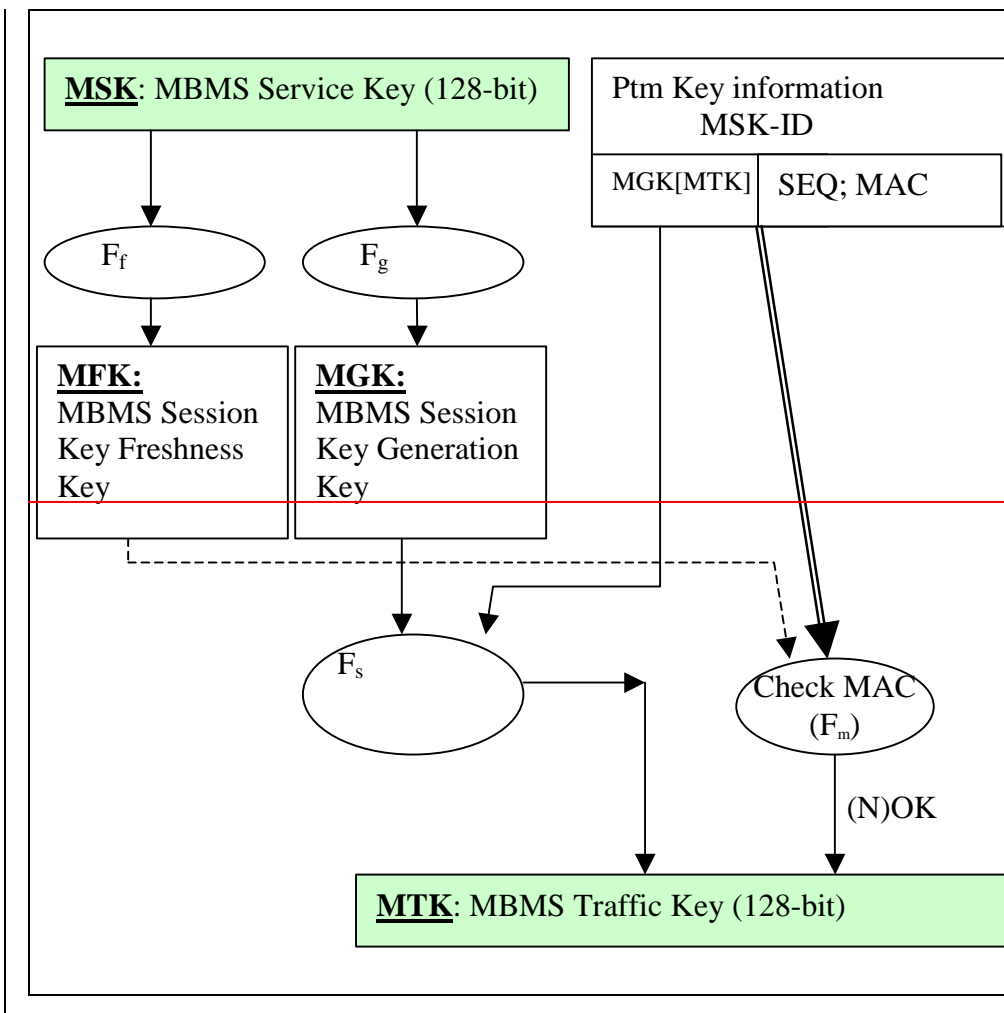 MSK: MBMS Service Key (128-bit)
Ptm Key information
MSK-ID
MGK[MTK]
SEQ; MAC
Ff
Fg
MFK:
MBMS Session
Key Freshness
Key
MGK:
MBMS Session
Key Generation
Key
Fs
Check MAC
(Fm)
(N)OK
MTK: MBMS Traffic Key (128-bit)